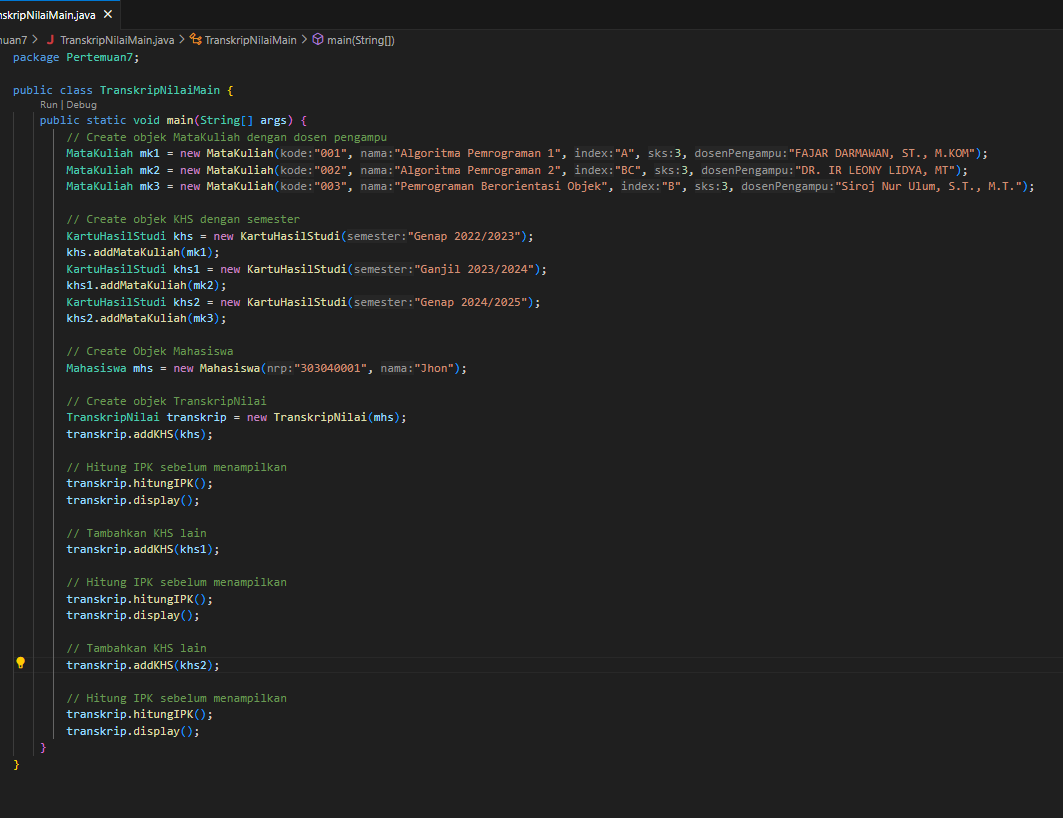 nskripNilaiMain.java ×
nuan7 > J TranskripNilaiMain.java > TranskripNilaiMain > main(String[])
package Pertemuan7;
public class TranskripNilaiMain {
Run | Debug
public static void main(String[] args) {
// Create objek MataKuliah dengan dosen pengampu
MataKuliah mk1 = new MataKuliah(kode:"001", nama:"Algoritma Pemrograman 1", index:"A", sks:3, dosenPengampu:"FAJAR DARMAWAN, ST., M.KOM");
MataKuliah mk2 = new MataKuliah(kode:"002", nama:"Algoritma Pemrograman 2", index:"BC", sks:3, dosenPengampu:"DR. IR LEONY LIDYA, MT");
MataKuliah mk3 = new MataKuliah(kode:"003", nama:"Pemrograman Berorientasi Objek", index:"B", sks:3, dosenPengampu:"Siroj Nur Ulum, S.T., M.T.");
// Create objek KHS dengan semester
KartuHasilStudi khs = new KartuHasilStudi(semester:"Genap 2022/2023");
khs.addMataKuliah(mk1);
KartuHasilStudi khs1 = new KartuHasilStudi(semester:"Ganjil 2023/2024");
khs1.addMataKuliah(mk2);
KartuHasilStudi khs2 = new KartuHasilStudi(semester:"Genap 2024/2025");
khs2.addMataKuliah(mk3);
// Create Objek Mahasiswa
Mahasiswa mhs = new Mahasiswa(nrp:"303040001", nama:"Jhon");
// Create objek TranskripNilai
TranskripNilai transkrip = new TranskripNilai(mhs);
transkrip.addKHS(khs);
// Hitung IPK sebelum menampilkan
transkrip.hitungIPK();
transkrip.display();
// Tambahkan KHS lain
transkrip.addKHS(khs1);
// Hitung IPK sebelum menampilkan
transkrip.hitungIPK();
transkrip.display();
// Tambahkan KHS lain
transkrip.addKHS(khs2);
// Hitung IPK sebelum menampilkan
transkrip.hitungIPK();
transkrip.display();
}
}